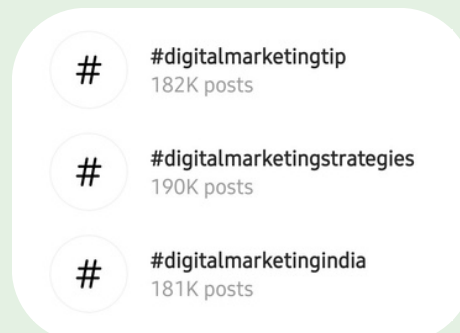 #
#digitalmarketingtip
182K posts
#
#digitalmarketingstrategies
190K posts
#
#digitalmarketingindia
181K posts